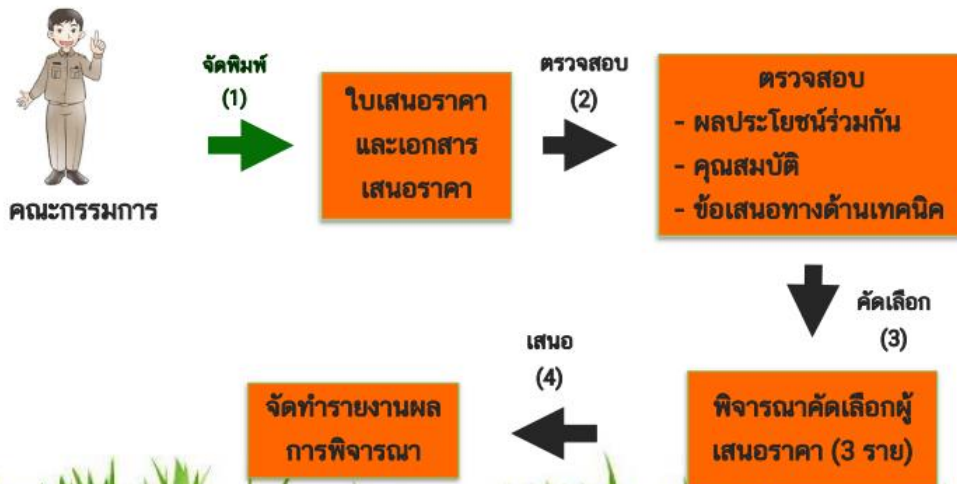 คณะกรรมการ
จัดพิมพ์
(1)
ใบเสนอราคา
และเอกสาร
เสนอราคา
ตรวจสอบ
(2)
ตรวจสอบ
- ผลประโยชน์ร่วมกัน
- คุณสมบัติ
- ข้อเสนอทางด้านเทคนิค
คัดเลือก
(3)
พิจารณาคัดเลือกผู้
เสนอราคา (3 ราย)
เสนอ
(4)
จัดทำรายงานผล
การพิจารณา